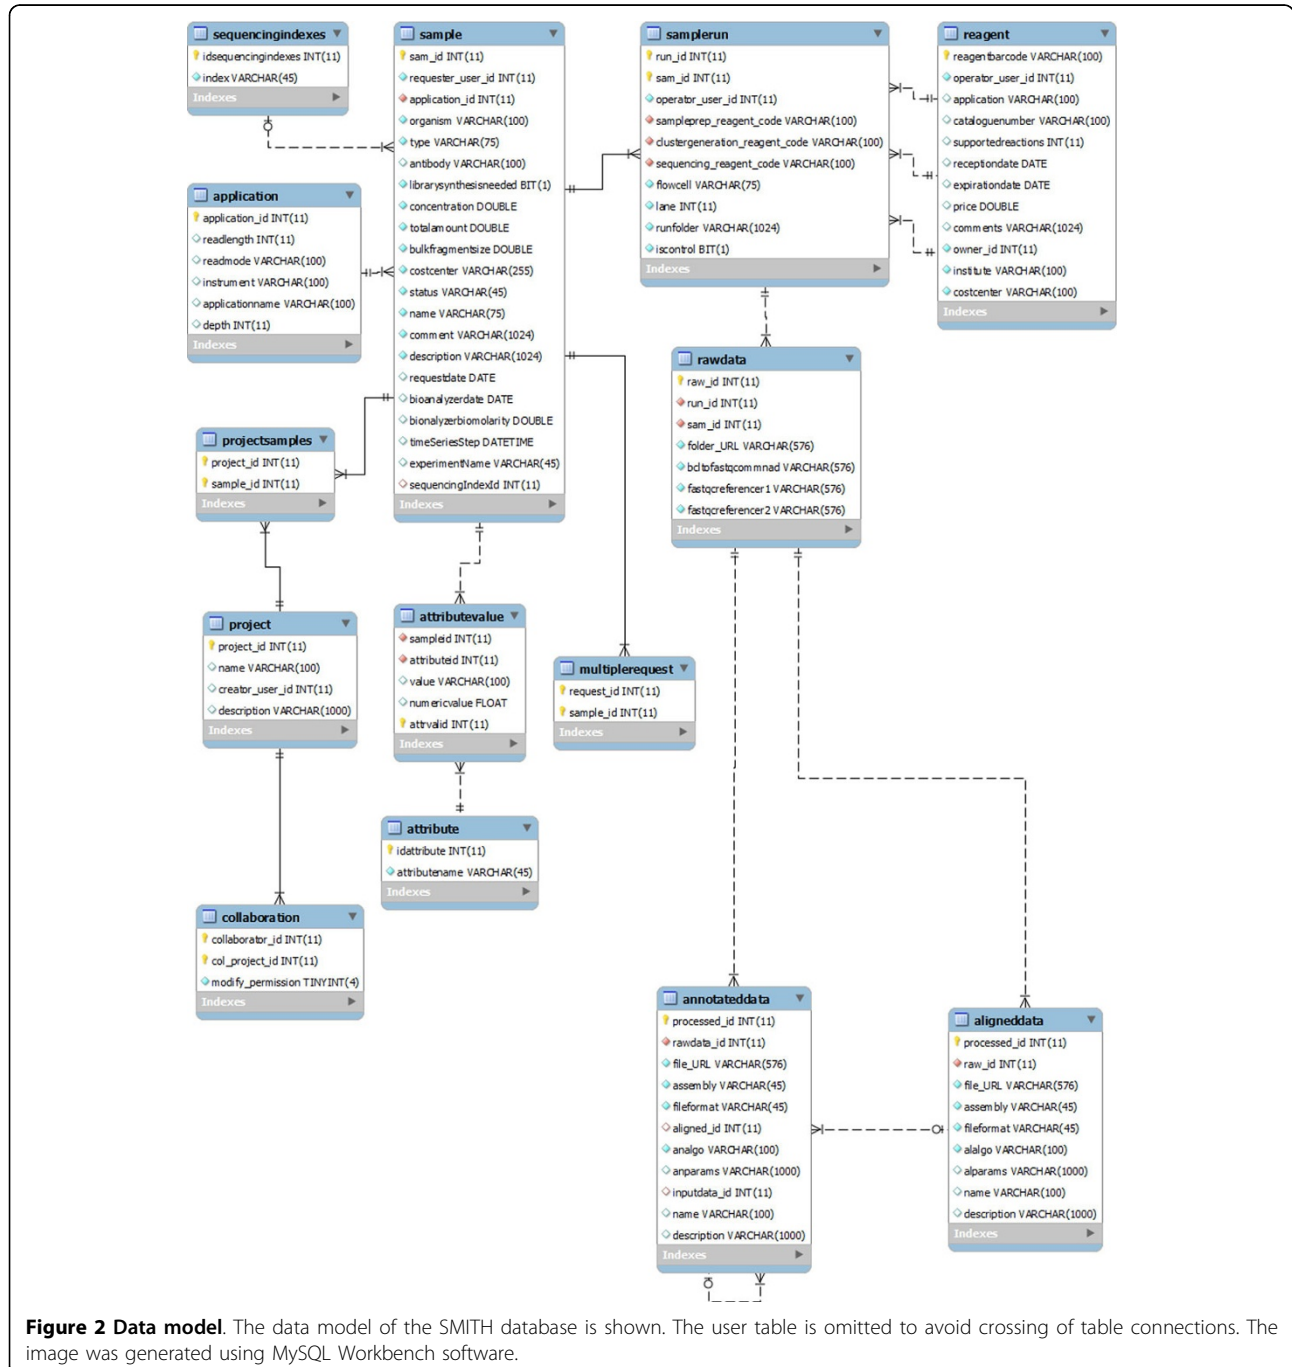 sequencingindexes
idsequencingindexes INT(11)
index VARCHAR(45)
Indexes
sample
sam_id INT(11)
requester_user_id INT(11)
application_id INT(11)
organism VARCHAR(100)
type VARCHAR(75)
antibody VARCHAR(100)
librarysynthesisneeded BIT(1)
concentration DOUBLE
totalamount DOUBLE
bulkfragmentsize DOUBLE
costcenter VARCHAR(255)
status VARCHAR(45)
name VARCHAR(75)
comment VARCHAR(1024)
description VARCHAR(1024)
requestdate DATE
bioanalyzerdate DATE
bionalyzerbiomolarity DOUBLE
timeSeriesStep DATETIME
experimentName VARCHAR(45)
sequencingIndexId INT(11)
Indexes
samplerun
run_id INT(11)
sam_id INT(11)
operator_user_id INT(11)
sampleprep_reagent_code VARCHAR(100)
clustergeneration_reagent_code VARCHAR(100)
sequencing_reagent_code VARCHAR(100)
flowcell VARCHAR(75)
lane INT(11)
runfolder VARCHAR(1024)
iscontrol BIT(1)
Indexes
reagent
reagentbarcode VARCHAR(100)
operator_user_id INT(11)
application VARCHAR(100)
cataloguenumber VARCHAR(100)
supportedreactions INT(11)
receptiondate DATE
expirationdate DATE
price DOUBLE
comments VARCHAR(1024)
owner_id INT(11)
institute VARCHAR(100)
costcenter VARCHAR(100)
Indexes
application
application_id INT(11)
readlength INT(11)
readmode VARCHAR(100)
instrument VARCHAR(100)
applicationname VARCHAR(100)
depth INT(11)
Indexes
rawdata
raw_id INT(11)
run_id INT(11)
sam_id INT(11)
folder_URL VARCHAR(576)
bcltofastqcommnad VARCHAR(576)
fastqcreferencer1 VARCHAR(576)
fastqcreferencer2 VARCHAR(576)
Indexes
projectsamples
project_id INT(11)
sample_id INT(11)
Indexes
project
project_id INT(11)
name VARCHAR(100)
creator_user_id INT(11)
description VARCHAR(1000)
Indexes
attributevalue
sampleid INT(11)
attributeid INT(11)
value VARCHAR(100)
numericvalue FLOAT
attrvalid INT(11)
Indexes
multiplerequest
request_id INT(11)
sample_id INT(11)
Indexes
attribute
idattribute INT(11)
attributename VARCHAR(45)
Indexes
collaboration
collaborator_id INT(11)
col_project_id INT(11)
modify_permission TINYINT(4)
Indexes
annotateddata
processed_id INT(11)
rawdata_id INT(11)
file_URL VARCHAR(576)
assembly VARCHAR(45)
fileformat VARCHAR(45)
aligned_id INT(11)
analgo VARCHAR(100)
anparams VARCHAR(1000)
inputdata_id INT(11)
name VARCHAR(100)
description VARCHAR(1000)
Indexes
aligneddata
processed_id INT(11)
raw_id INT(11)
file_URL VARCHAR(576)
assembly VARCHAR(45)
fileformat VARCHAR(45)
alalgo VARCHAR(100)
alparams VARCHAR(1000)
name VARCHAR(100)
description VARCHAR(1000)
Indexes
Figure 2 Data model. The data model of the SMITH database is shown. The user table is omitted to avoid crossing of table connections. The
image was generated using MySQL Workbench software.